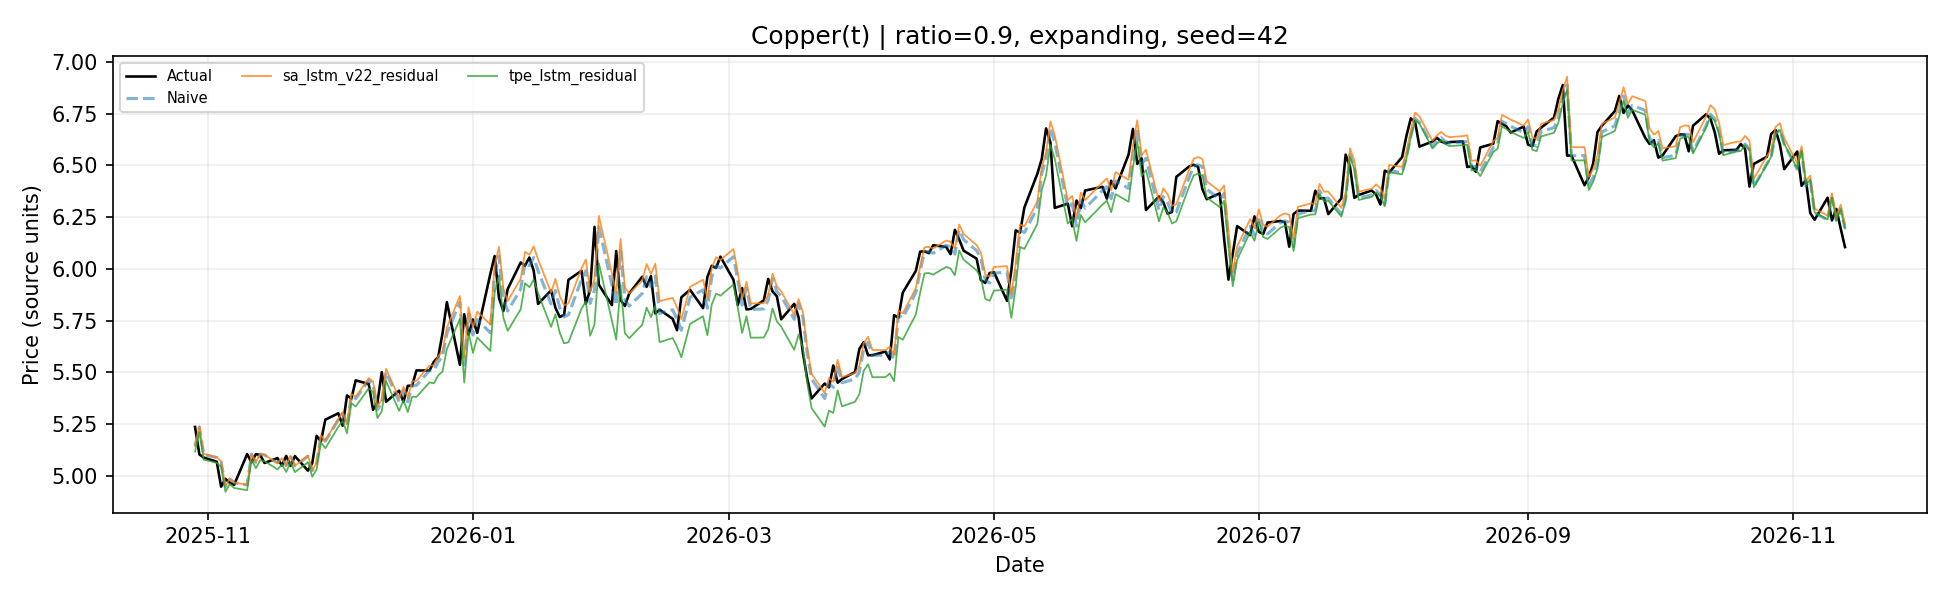 Copper(t) | ratio=0.9, expanding, seed=42
Actual
Naive
sa_lstm_v22_residual
tpe_lstm_residual
Price (source units)
7.00
6.75
6.50
6.25
6.00
5.75
5.50
5.25
5.00
2025-11
2026-01
2026-03
2026-05
2026-07
2026-09
2026-11
Date